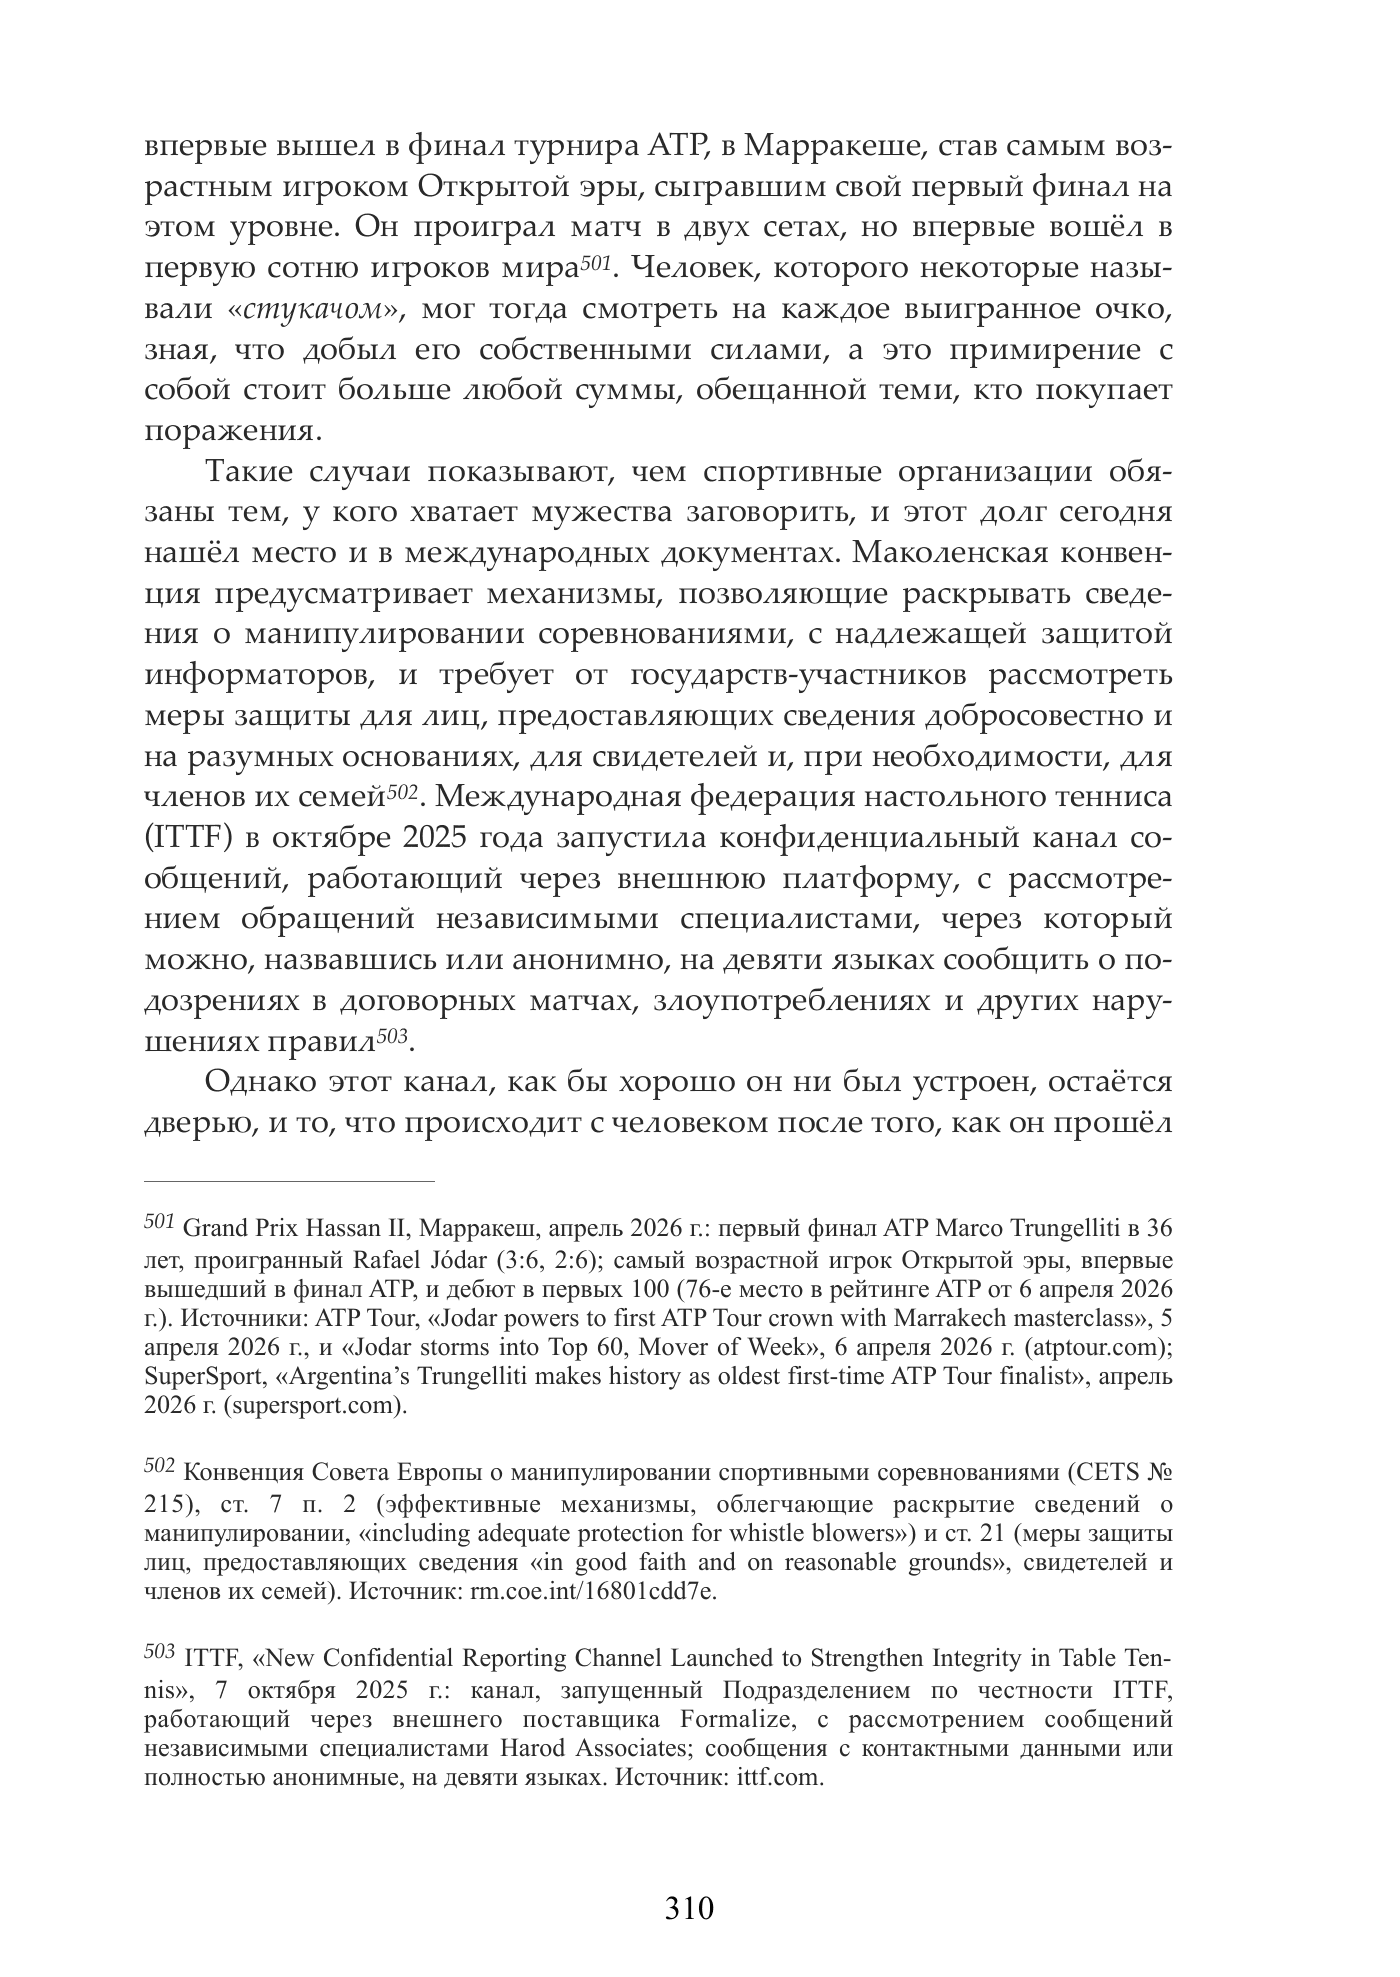 впервые вышел в финал турнира ATP, в Марракеше, став самым воз-
растным игроком Открытой эры, сыгравшим свой первый финал на
этом уровне. Он проиграл матч в двух сетах, но впервые вошёл в
первую сотню игроков мира501. Человек, которого некоторые назы-
вали «стукачом», мог тогда смотреть на каждое выигранное очко,
зная, что добыл его собственными силами, а это примирение с
собой стоит больше любой суммы, обещанной теми, кто покупает
поражения.
Такие случаи показывают, чем спортивные организации обя-
заны тем, у кого хватает мужества заговорить, и этот долг сегодня
нашёл место и в международных документах. Маколенская конвен-
ция предусматривает механизмы, позволяющие раскрывать сведе-
ния о манипулировании соревнованиями, с надлежащей защитой
информаторов, и требует от государств-участников рассмотреть
меры защиты для лиц, предоставляющих сведения добросовестно и
на разумных основаниях, для свидетелей и, при необходимости, для
членов их семей502. Международная федерация настольного тенниса
(ITTF) в октябре 2025 года запустила конфиденциальный канал со-
общений, работающий через внешнюю платформу, с рассмотре-
нием обращений независимыми специалистами, через который
можно, назвавшись или анонимно, на девяти языках сообщить о по-
дозрениях в договорных матчах, злоупотреблениях и других нару-
шениях правил503.
Однако этот канал, как бы хорошо он ни был устроен, остаётся
дверью, и то, что происходит с человеком после того, как он прошёл
501 Grand Prix Hassan II, Марракеш, апрель 2026 г.: первый финал ATP Marco Trungelliti в 36
лет, проигранный Rafael Jódar (3:6, 2:6); самый возрастной игрок Открытой эры, впервые
вышедший в финал ATP, и дебют в первых 100 (76-е место в рейтинге ATP от 6 апреля 2026
г.). Источники: ATP Tour, «Jodar powers to first ATP Tour crown with Marrakech masterclass», 5
апреля 2026 г., и «Jodar storms into Top 60, Mover of Week», 6 апреля 2026 г. (atptour.com);
SuperSport, «Argentina’s Trungelliti makes history as oldest first-time ATP Tour finalist», апрель
2026 г. (supersport.com).
502 Конвенция Совета Европы о манипулировании спортивными соревнованиями (CETS №
215), ст. 7 п. 2 (эффективные механизмы, облегчающие раскрытие сведений о
манипулировании, «including adequate protection for whistle blowers») и ст. 21 (меры защиты
лиц, предоставляющих сведения «in good faith and on reasonable grounds», свидетелей и
членов их семей). Источник: rm.coe.int/16801cdd7e.
503 ITTF, «New Confidential Reporting Channel Launched to Strengthen Integrity in Table Ten-
nis», 7 октября 2025 г.: канал, запущенный Подразделением по честности ITTF,
работающий через внешнего поставщика Formalize, с рассмотрением сообщений
независимыми специалистами Harod Associates; сообщения с контактными данными или
полностью анонимные, на девяти языках. Источник: ittf.com.
310